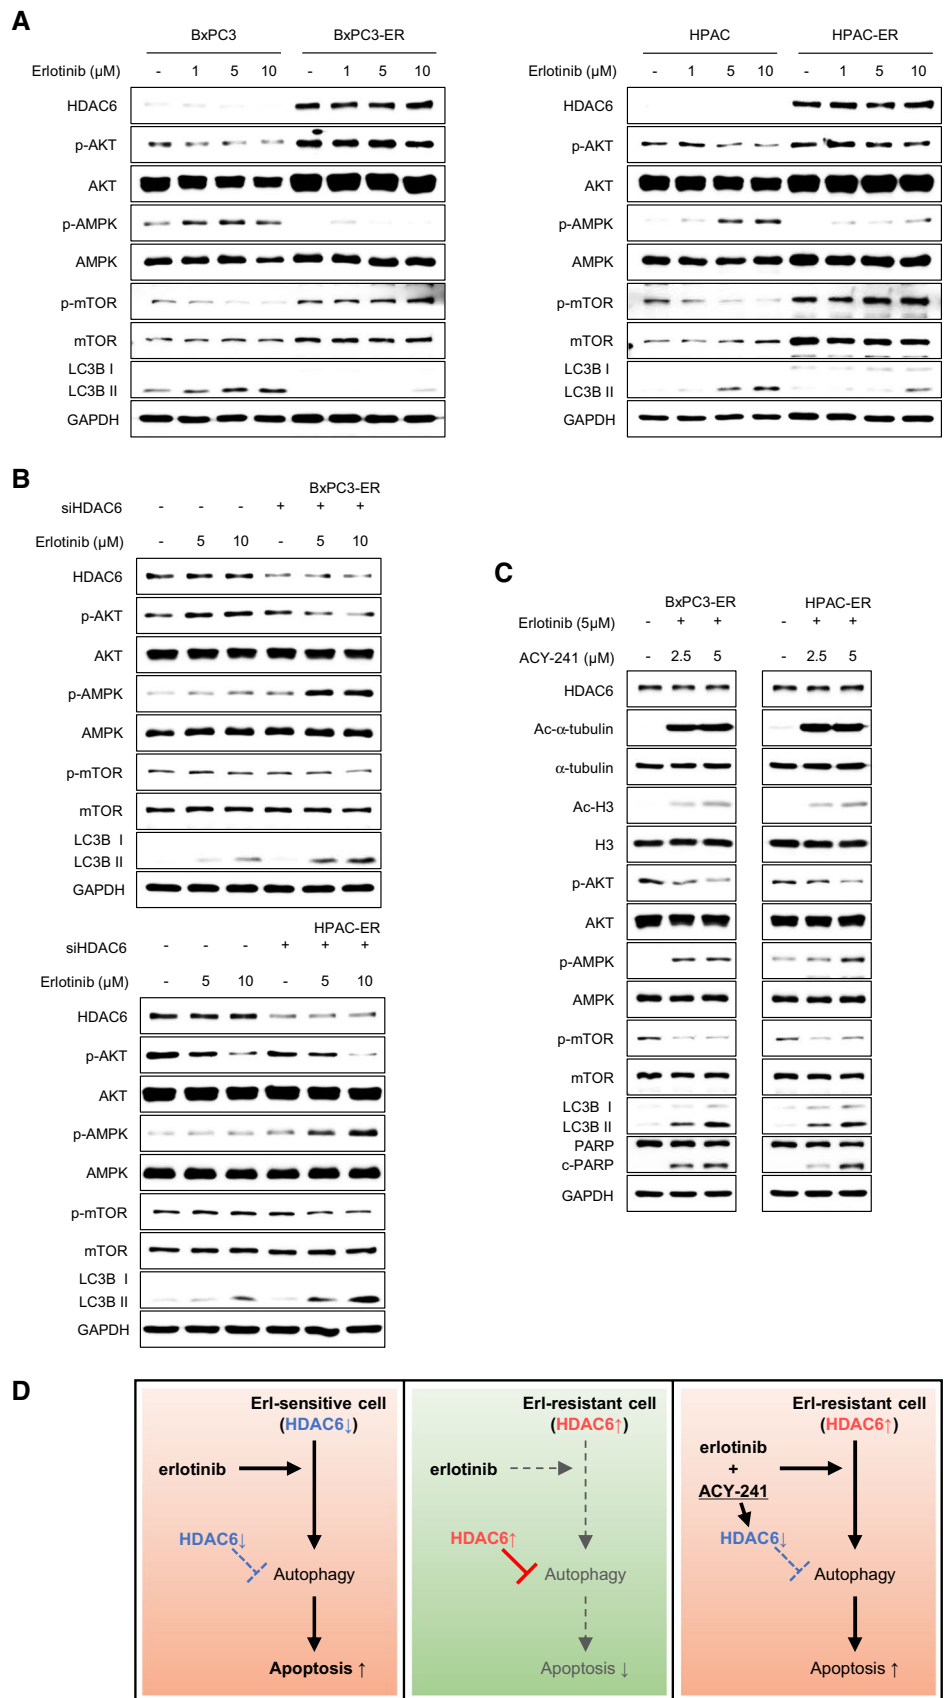 A
BxPC3 BxPC3-ER
Erlotinib (µM) - 1 5 10 - 1 5 10
HDAC6
p-AKT
AKT
p-AMPK
AMPK
p-mTOR
mTOR
LC3B I
LC3B II
GAPDH
HPAC HPAC-ER
Erlotinib (µM) - 1 5 10 - 1 5 10
HDAC6
p-AKT
AKT
p-AMPK
AMPK
p-mTOR
mTOR
LC3B I
LC3B II
GAPDH
B
BxPC3-ER
siHDAC6 - - - + + +
Erlotinib (µM) - 5 10 - 5 10
HDAC6
p-AKT
AKT
p-AMPK
AMPK
p-mTOR
mTOR
LC3B I
LC3B II
GAPDH
HPAC-ER
siHDAC6 - - - + + +
Erlotinib (µM) - 5 10 - 5 10
HDAC6
p-AKT
AKT
p-AMPK
AMPK
p-mTOR
mTOR
LC3B I
LC3B II
GAPDH
C
BxPC3-ER HPAC-ER
Erlotinib (5µM) - + + - + +
ACY-241 (µM) - 2.5 5 - 2.5 5
HDAC6
Ac-α-tubulin
α-tubulin
Ac-H3
H3
p-AKT
AKT
p-AMPK
AMPK
p-mTOR
mTOR
LC3B I
LC3B II
PARP
c-PARP
GAPDH
D
Erl-sensitive cell
(HDAC6↓)
erlotinib
HDAC6↓
Autophagy
Apoptosis ↑
Erl-resistant cell
(HDAC6↑)
erlotinib
HDAC6↑
Autophagy
Apoptosis ↓
Erl-resistant cell
(HDAC6↑)
erlotinib
+
ACY-241
HDAC6↓
Autophagy
Apoptosis ↑